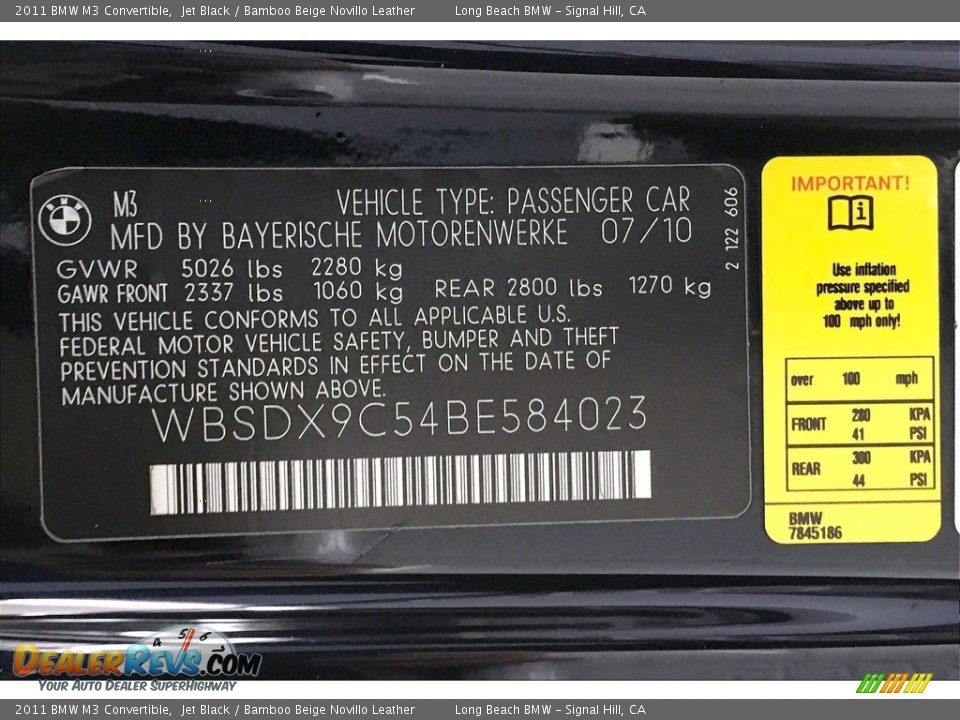 2011 BMW M3 Convertible,  Jet Black / Bamboo Beige Novillo Leather    Long Beach BMW - Signal Hill, CA
BMW
M3 VEHICLE TYPE: PASSENGER CAR
MFD BY BAYERISCHE MOTORENWERKE 07/10
GVWR 5026 lbs 2280 kg
GAWR FRONT 2337 lbs 1060 kg REAR 2800 lbs 1270 kg
THIS VEHICLE CONFORMS TO ALL APPLICABLE U.S.
FEDERAL MOTOR VEHICLE SAFETY, BUMPER AND THEFT
PREVENTION STANDARDS IN EFFECT ON THE DATE OF
MANUFACTURE SHOWN ABOVE.
WBSDX9C54BE584023
2 122 606
IMPORTANT!
i
Use inflation
pressure specified
above up to
100 mph only!
over 100 mph
FRONT 280 KPA
41 PSI
REAR 300 KPA
44 PSI
BMW
7845186
4 5 6
DEALERREVS.COM
YOUR AUTO DEALER SUPERHIGHWAY
2011 BMW M3 Convertible,  Jet Black / Bamboo Beige Novillo Leather    Long Beach BMW - Signal Hill, CA